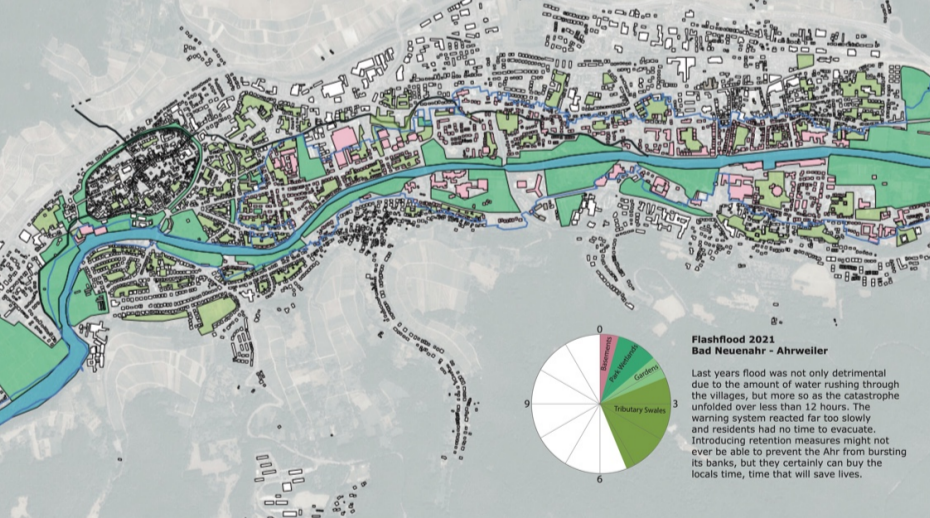 0
Basements
Park Wetlands
Gardens
Tributary Swales
9
3
6
Flashflood 2021
Bad Neuenahr - Ahrweiler
Last years flood was not only detrimental
due to the amount of water rushing through
the villages, but more so as the catastrophe
unfolded over less than 12 hours. The
warning system reacted far too slowly
and residents had no time to evacuate.
Introducing retention measures might not
ever be able to prevent the Ahr from bursting
its banks, but they certainly can buy the
locals time, time that will save lives.